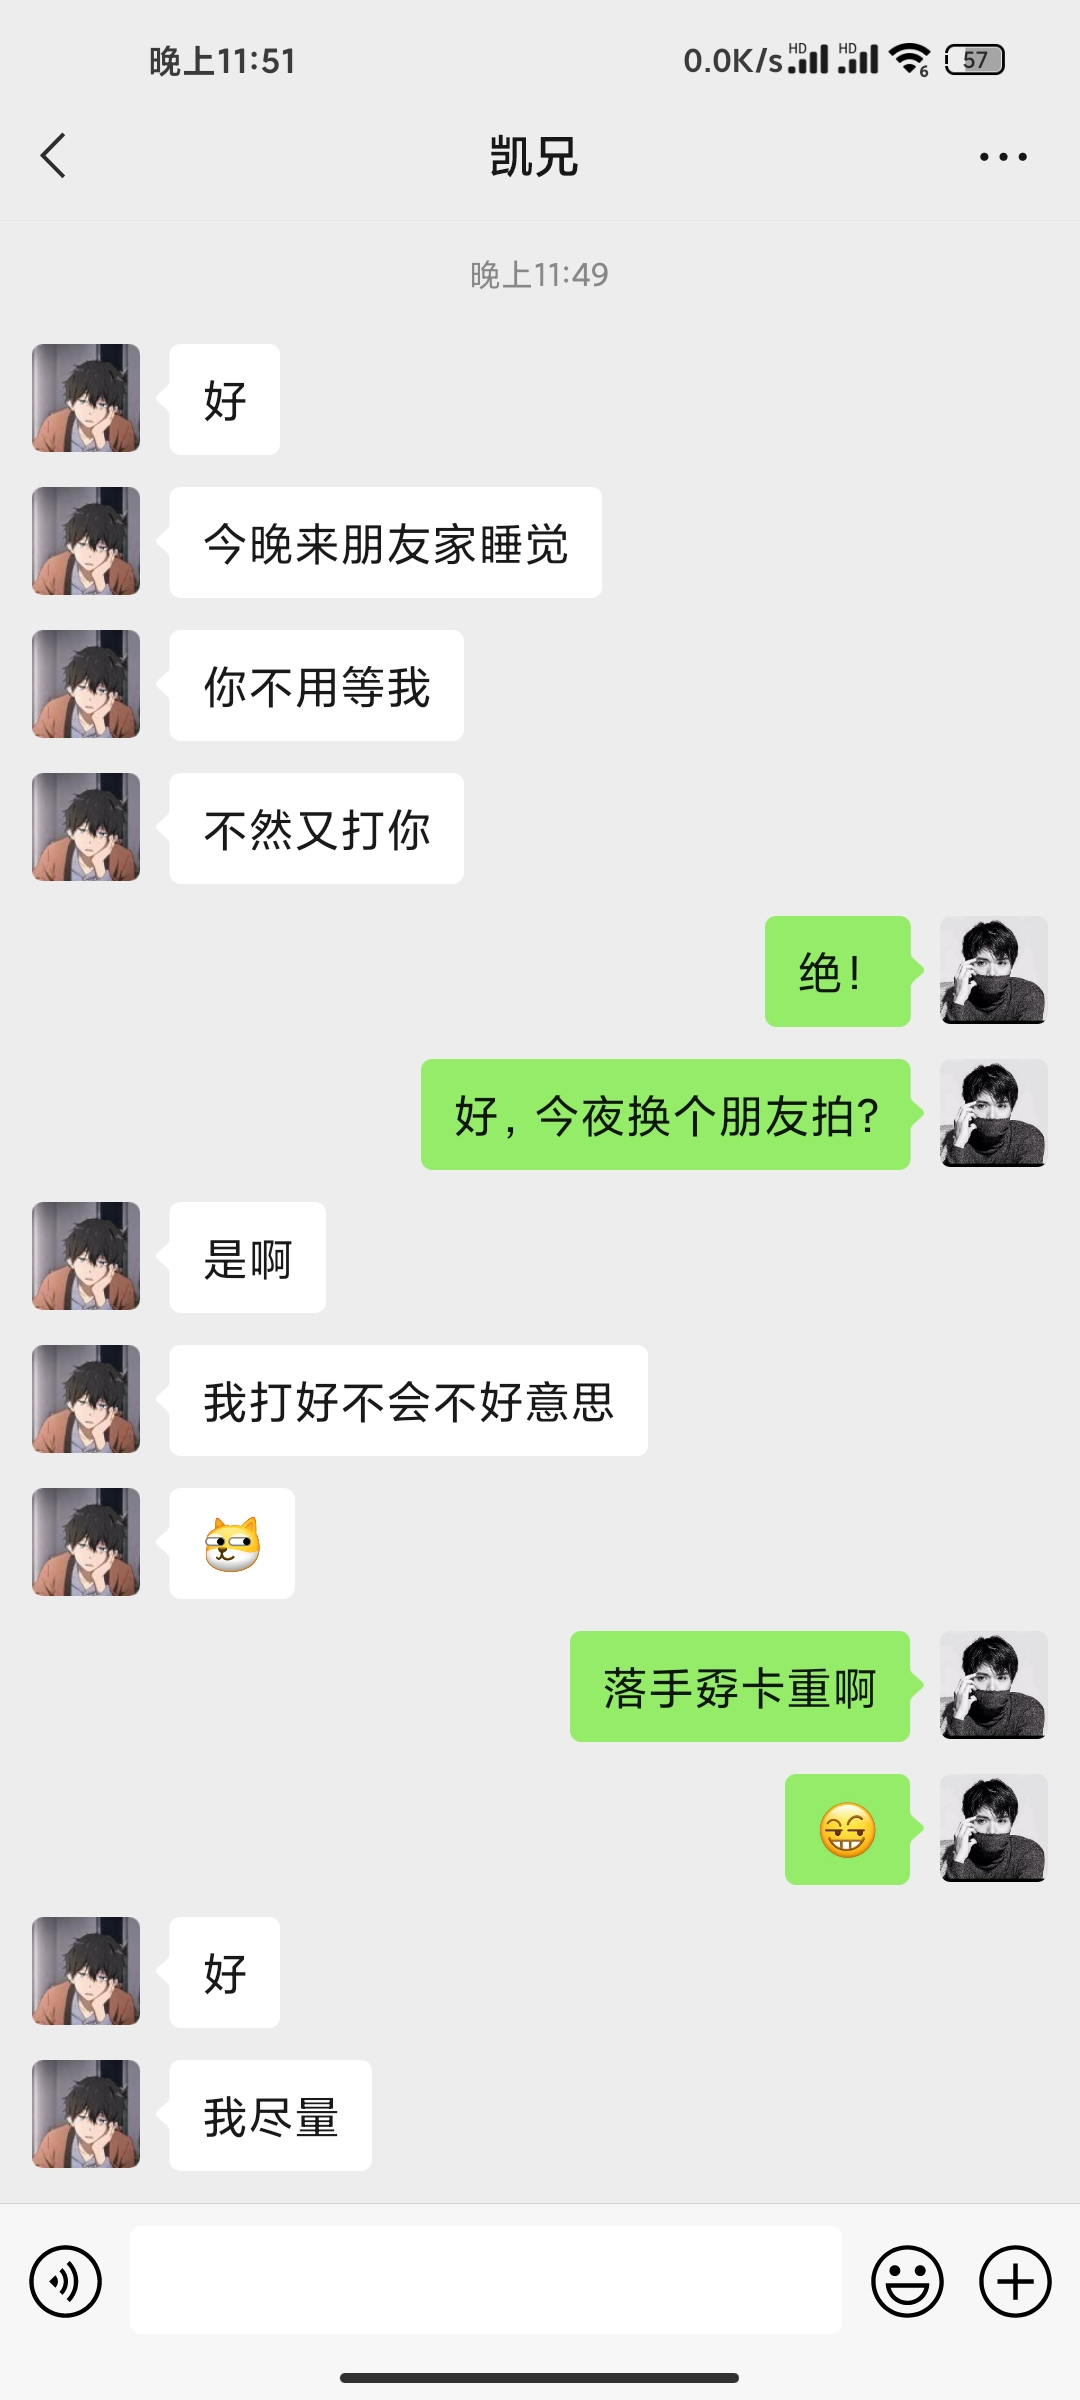 晚上11:51
0.0K/s HD HD 6 57
凯兄
晚上11:49
好
今晚来朋友家睡觉
你不用等我
不然又打你
绝!
好,今夜换个朋友拍?
是啊
我打好不会不好意思
落手孬卡重啊
好
我尽量